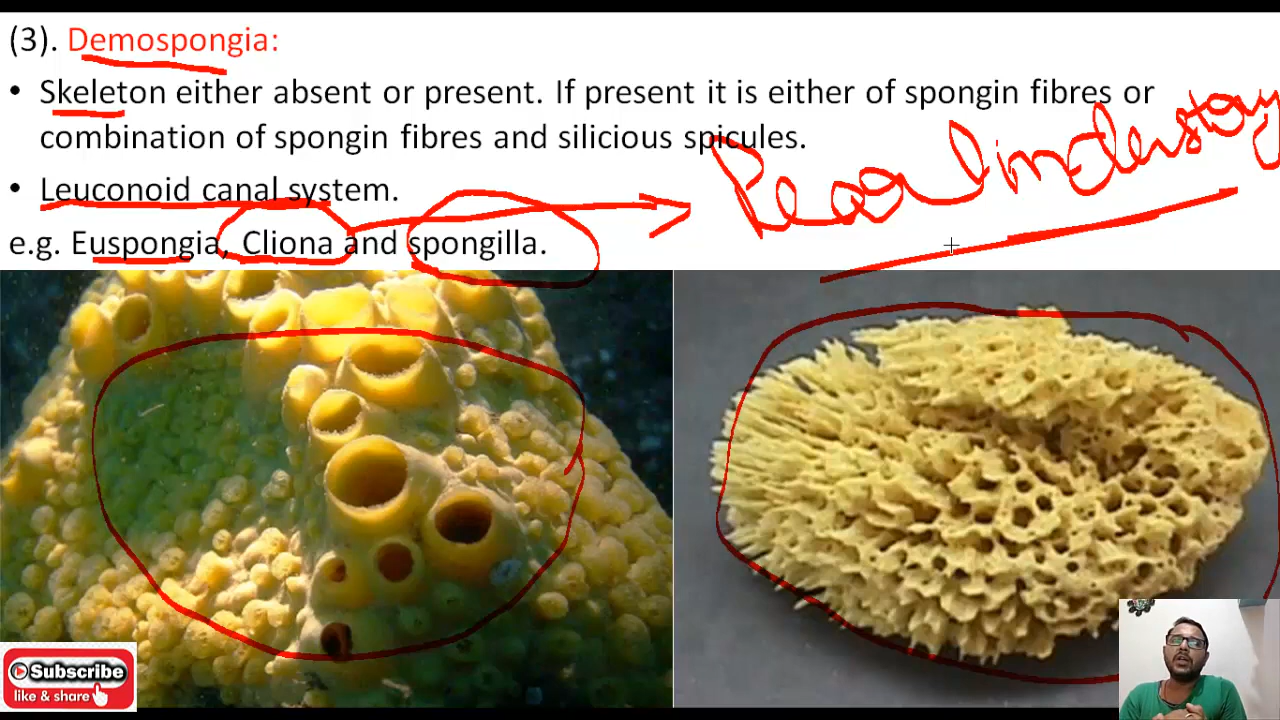 (3). Demospongia:
• Skeleton either absent or present. If present it is either of spongin fibres or
combination of spongin fibres and silicious spicules.
• Leuconoid canal system.
e.g. Euspongia, Cliona and spongilla.
Subscribe
like & share